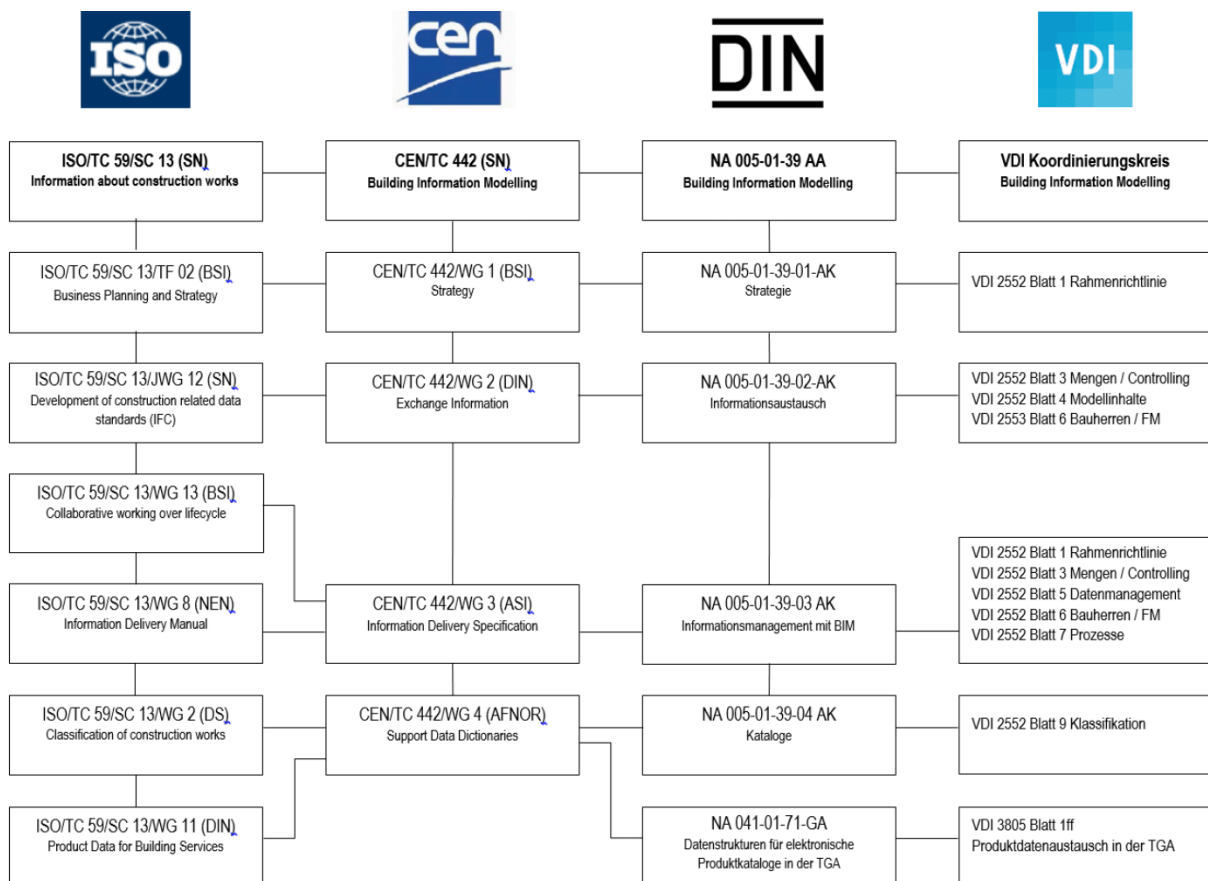 ISO
cen
DIN
VDI
ISO/TC 59/SC 13 (SN)
Information about construction works
CEN/TC 442 (SN)
Building Information Modelling
NA 005-01-39 AA
Building Information Modelling
VDI Koordinierungskreis
Building Information Modelling
ISO/TC 59/SC 13/TF 02 (BSI)
Business Planning and Strategy
CEN/TC 442/WG 1 (BSI)
Strategy
NA 005-01-39-01-AK
Strategie
VDI 2552 Blatt 1 Rahmenrichtlinie
ISO/TC 59/SC 13/JWG 12 (SN)
Development of construction related data
standards (IFC)
CEN/TC 442/WG 2 (DIN)
Exchange Information
NA 005-01-39-02-AK
Informationsaustausch
VDI 2552 Blatt 3 Mengen / Controlling
VDI 2552 Blatt 4 Modellinhalte
VDI 2553 Blatt 6 Bauherren / FM
ISO/TC 59/SC 13/WG 13 (BSI)
Collaborative working over lifecycle
ISO/TC 59/SC 13/WG 8 (NEN)
Information Delivery Manual
CEN/TC 442/WG 3 (ASI)
Information Delivery Specification
NA 005-01-39-03 AK
Informationsmanagement mit BIM
VDI 2552 Blatt 1 Rahmenrichtlinie
VDI 2552 Blatt 3 Mengen / Controlling
VDI 2552 Blatt 5 Datenmanagement
VDI 2552 Blatt 6 Bauherren / FM
VDI 2552 Blatt 7 Prozesse
ISO/TC 59/SC 13/WG 2 (DS)
Classification of construction works
CEN/TC 442/WG 4 (AFNOR)
Support Data Dictionaries
NA 005-01-39-04 AK
Kataloge
VDI 2552 Blatt 9 Klassifikation
ISO/TC 59/SC 13/WG 11 (DIN)
Product Data for Building Services
NA 041-01-71-GA
Datenstrukturen für elektronische
Produktkataloge in der TGA
VDI 3805 Blatt 1ff
Produktdatenaustausch in der TGA